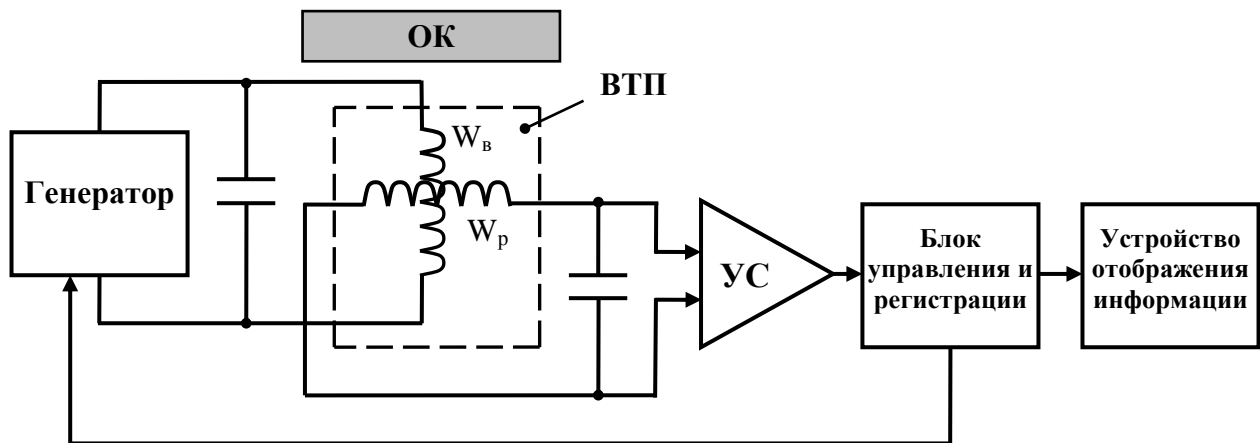 ОК
ВТП
Генератор
Wв
Wр
УС
Блок
управления и
регистрации
Устройство
отображения
информации